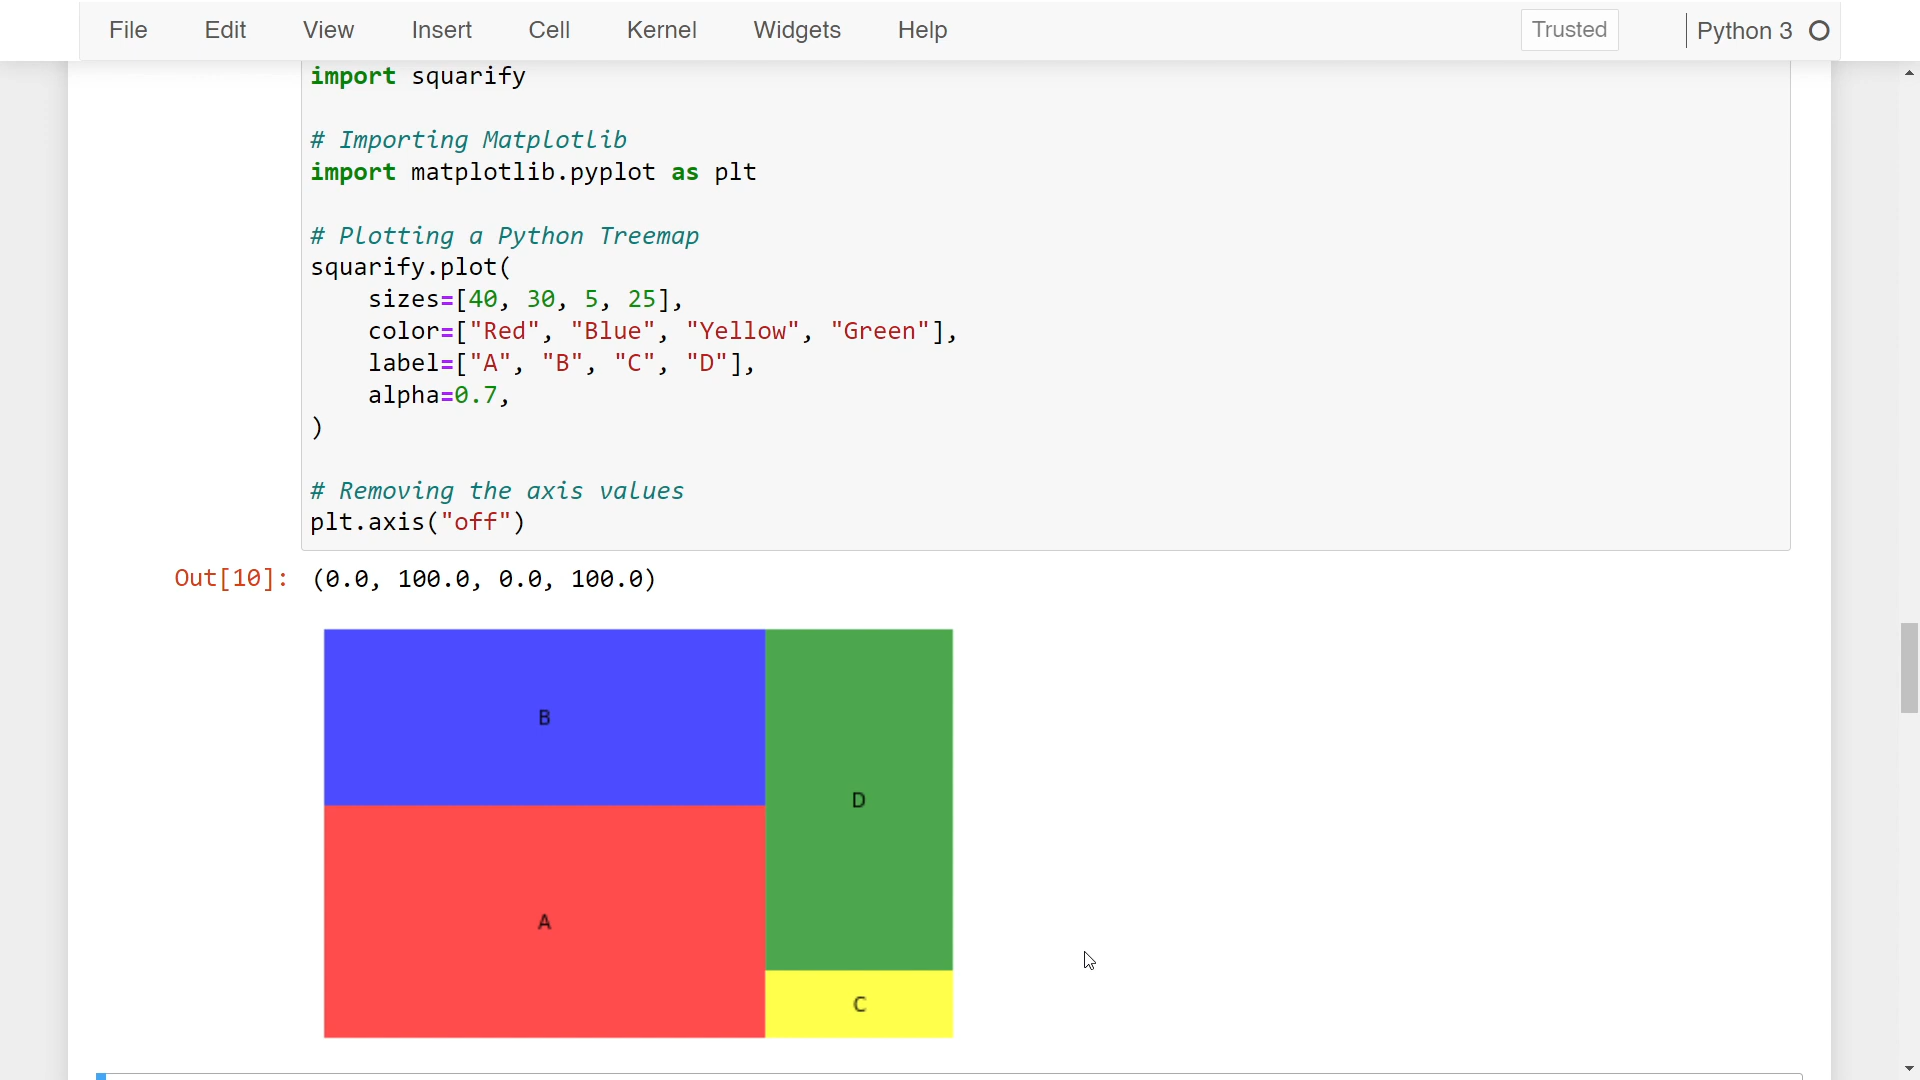 File Edit View Insert Cell Kernel Widgets Help Trusted Python 3
import squarify
# Importing Matplotlib
import matplotlib.pyplot as plt
# Plotting a Python Treemap
squarify.plot(
    sizes=[40, 30, 5, 25],
    color=["Red", "Blue", "Yellow", "Green"],
    label=["A", "B", "C", "D"],
    alpha=0.7,
)
# Removing the axis values
plt.axis("off")
Out[10]: (0.0, 100.0, 0.0, 100.0)
B
D
A
C